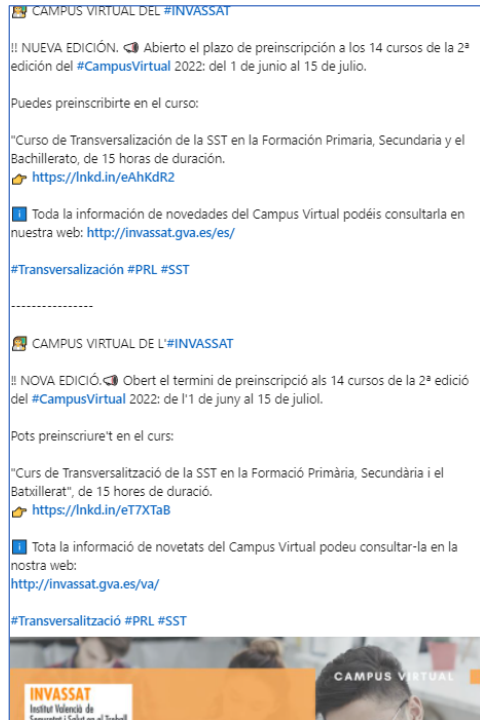 CAMPUS VIRTUAL DEL #INVASSAT
!! NUEVA EDICIÓN. 📢 Abierto el plazo de preinscripción a los 14 cursos de la 2ª
edición del #CampusVirtual 2022: del 1 de junio al 15 de julio.
Puedes preinscribirte en el curso:
"Curso de Transversalización de la SST en la Formación Primaria, Secundaria y el
Bachillerato, de 15 horas de duración.
👉 https://lnkd.in/eAhKdR2
ℹ️ Toda la información de novedades del Campus Virtual podéis consultarla en
nuestra web: http://invassat.gva.es/es/
#Transversalización #PRL #SST
----------------
CAMPUS VIRTUAL DE L'#INVASSAT
!! NOVA EDICIÓ.📢 Obert el termini de preinscripció als 14 cursos de la 2ª edició
del #CampusVirtual 2022: de l'1 de juny al 15 de juliol.
Pots preinscriure't en el curs:
"Curs de Transversalització de la SST en la Formació Primària, Secundària i el
Batxillerat", de 15 hores de duració.
👉 https://lnkd.in/eT7XTaB
ℹ️ Tota la informació de novetats del Campus Virtual podeu consultar-la en la
nostra web:
http://invassat.gva.es/va/
#Transversalització #PRL #SST
CAMPUS VIRTUAL
INVASSAT
Institut Valencià de
Seguretat i Salut en el Treball